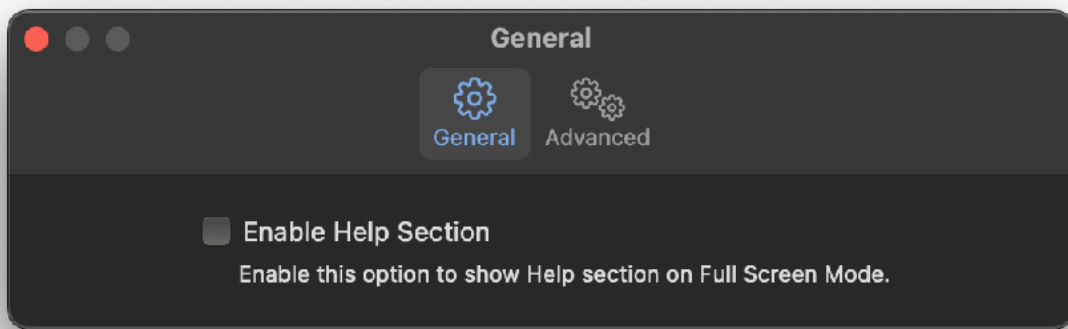 General
General
Advanced
Enable Help Section
Enable this option to show Help section on Full Screen Mode.